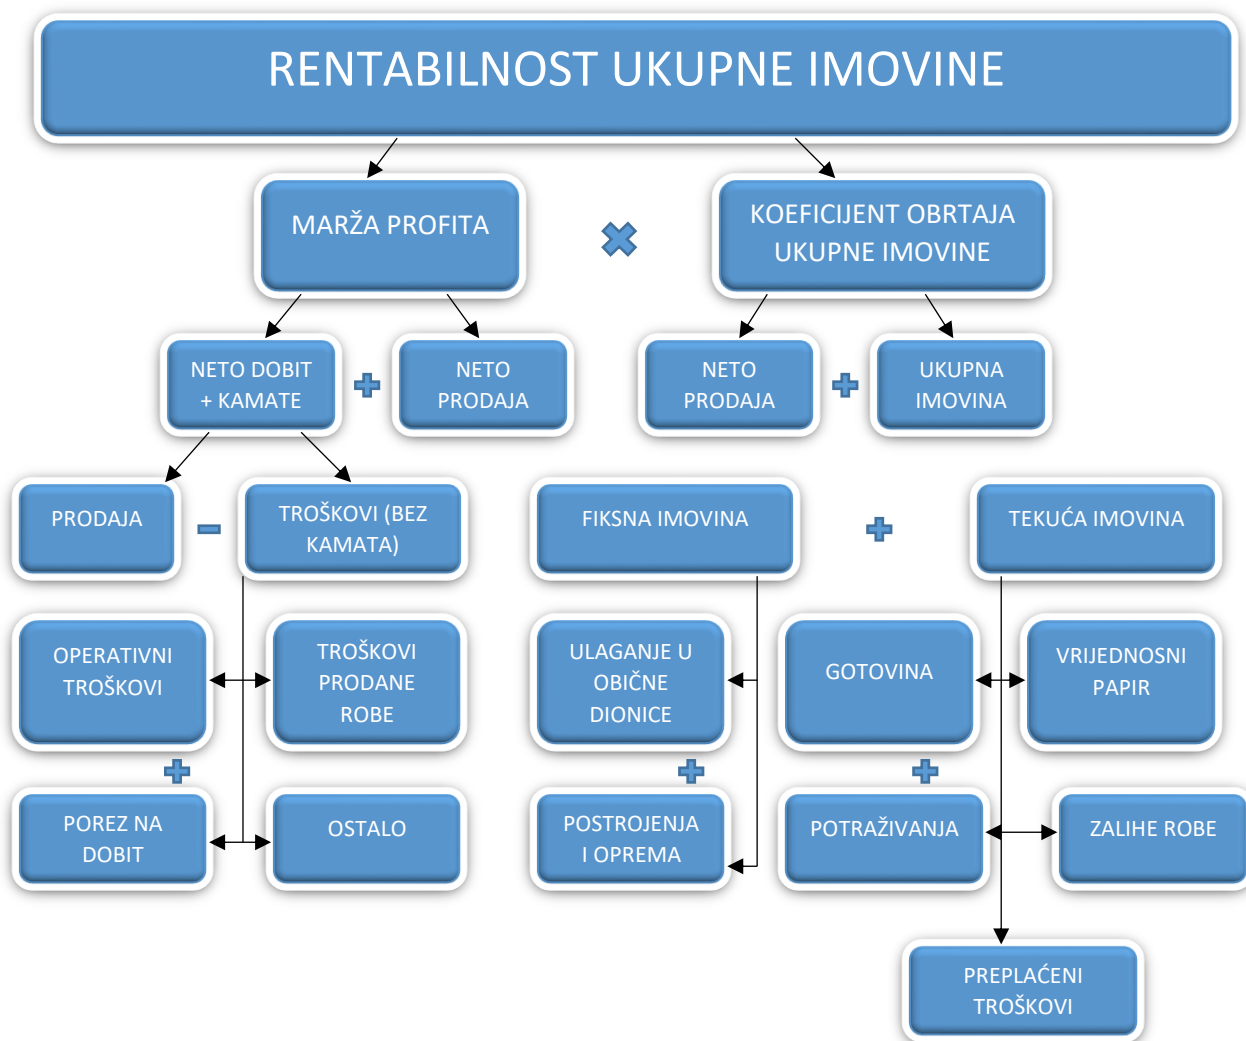 RENTABILNOST UKUPNE IMOVINE
MARŽA PROFITA
KOEFICIJENT OBRTAJA
UKUPNE IMOVINE
NETO DOBIT
+ KAMATE
NETO
PRODAJA
NETO
PRODAJA
UKUPNA
IMOVINA
PRODAJA
TROŠKOVI (BEZ
KAMATA)
FIKSNA IMOVINA
TEKUĆA IMOVINA
OPERATIVNI
TROŠKOVI
TROŠKOVI
PRODANE
ROBE
ULAGANJE U
OBIČNE
DIONICE
GOTOVINA
VRIJEDNOSNI
PAPIR
POREZ NA
DOBIT
OSTALO
POSTROJENJA
I OPREMA
POTRAŽIVANJA
ZALIHE ROBE
PREPLAĆENI
TROŠKOVI